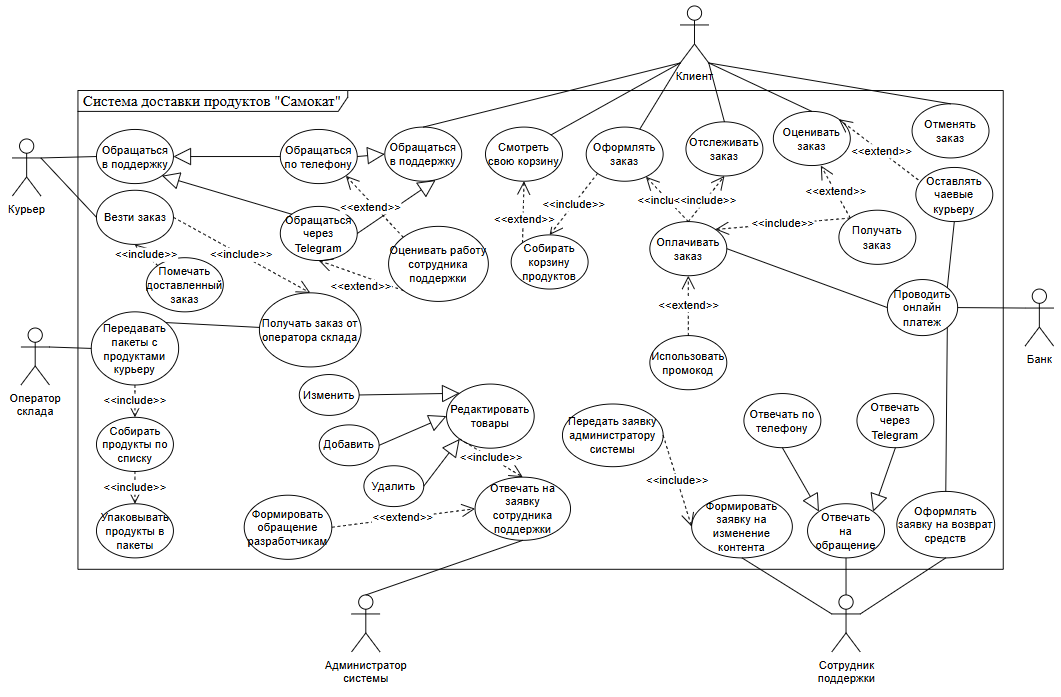 Клиент
Система доставки продуктов "Самокат"
Курьер
Обращаться
в поддержку
Обращаться
по телефону
Обращаться
в поддержку
Смотреть
свою корзину
Оформлять
заказ
Отслеживать
заказ
Оценивать
заказ
Отменять
заказ
<<extend>>
Оставлять
чаевые
курьеру
Везти заказ
<<include>>
<<include>>
Помечать
доставленный
заказ
Обращаться
через
Telegram
<<extend>>
<<extend>>
Оценивать работу
сотрудника
поддержки
<<extend>>
<<include>>
Собирать
корзину
продуктов
<<inclu
<<include>>
<<include>>
<<extend>>
Получать
заказ
Оплачивать
заказ
<<extend>>
Использовать
промокод
Проводить
онлайн
платеж
Банк
Оператор
склада
Передавать
пакеты с
продуктами
курьеру
Получать заказ от
оператора склада
<<include>>
Собирать
продукты по
списку
<<include>>
Упаковывать
продукты в
пакеты
Изменить
Добавить
Удалить
Редактировать
товары
<<include>>
Отвечать на
заявку
сотрудника
поддержки
Формировать
обращение
разработчикам
<<extend>>
Передать заявку
администратору
системы
<<include>>
Формировать
заявку на
изменение
контента
Отвечать по
телефону
Отвечать
через
Telegram
Отвечать
на
обращение
Оформлять
заявку на возврат
средств
Администратор
системы
Сотрудник
поддержки